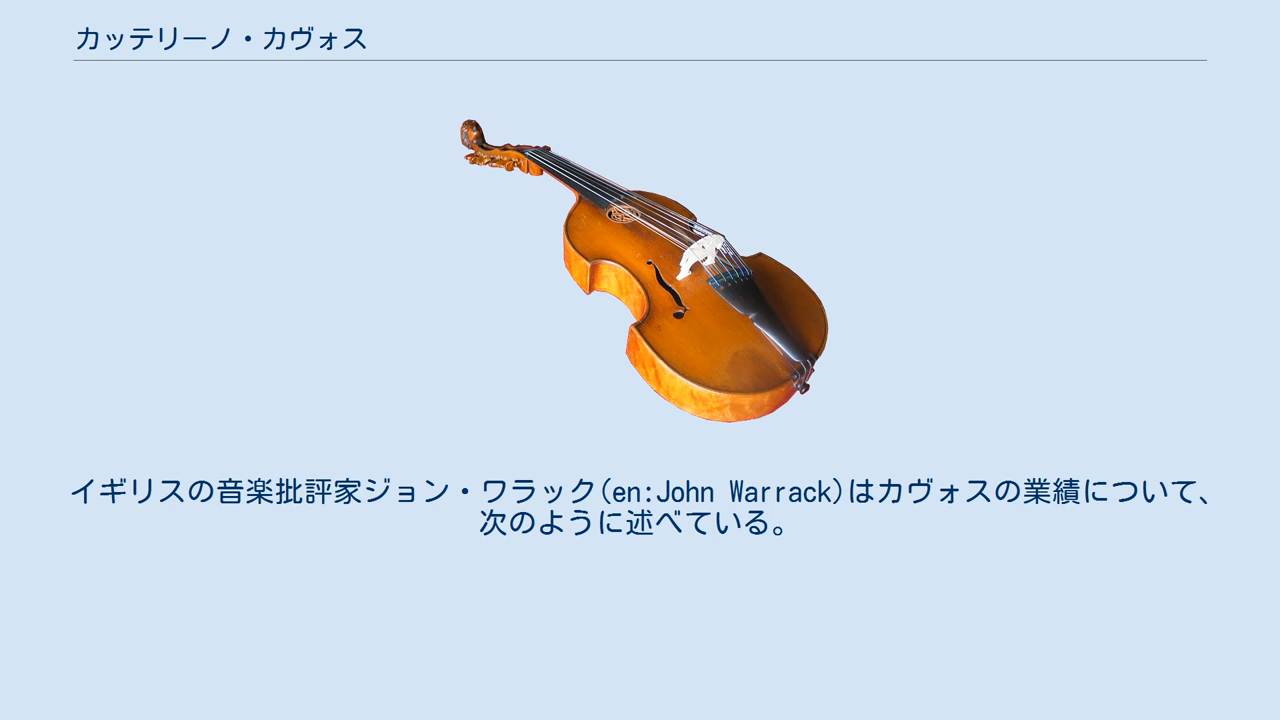 カッテリーノ・カヴォス
イギリスの音楽批評家ジョン・ワラック(en:John Warrack)はカヴォスの業績について、
次のように述べている。